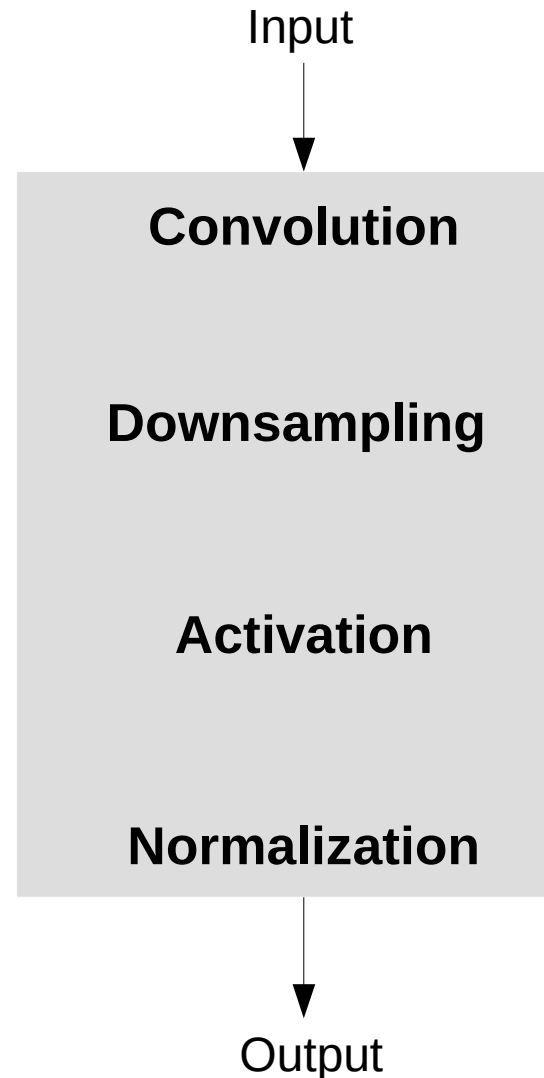 Input
Convolution
Downsampling
Activation
Normalization
Output